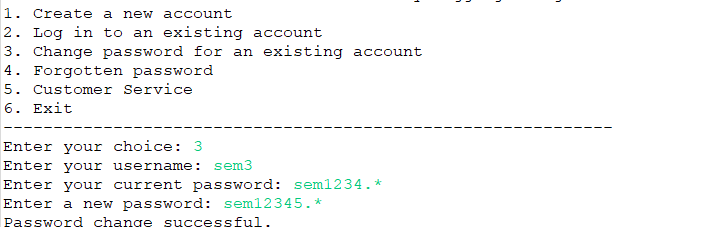 1. Create a new account
2. Log in to an existing account
3. Change password for an existing account
4. Forgotten password
5. Customer Service
6. Exit
-------------------------------------------------------------
Enter your choice: 3
Enter your username: sem3
Enter your current password: sem1234.*
Enter a new password: sem12345.*
Password change successful.